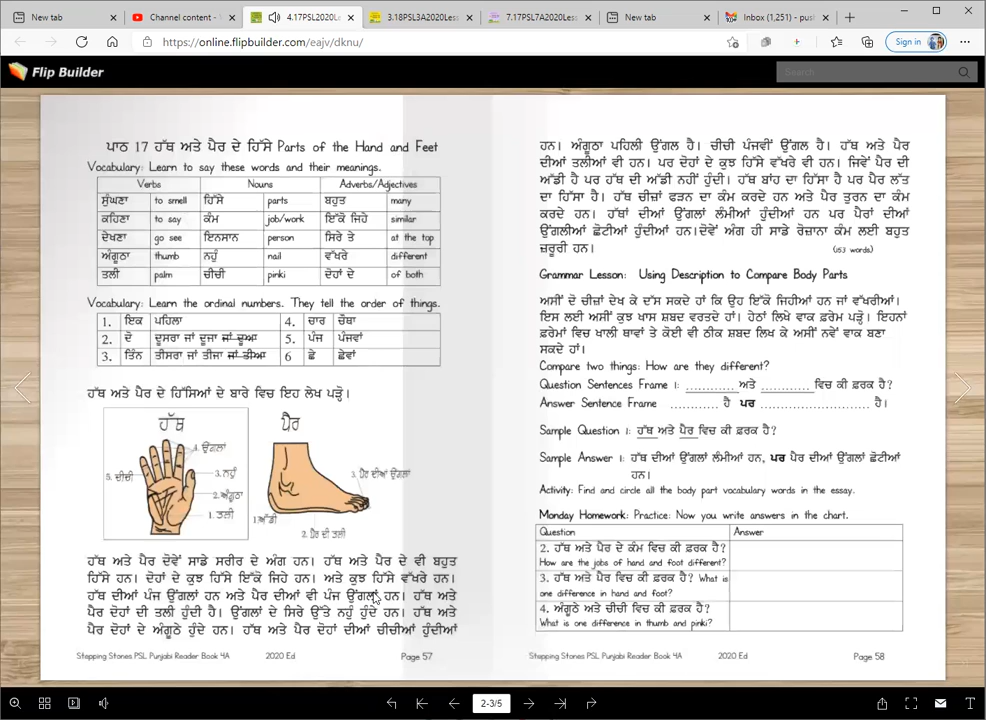 New tab
Channel content - Y
4.17PSL2020Less
3.18PSL3A2020Less
7.17PSL7A2020Less
New tab
Inbox (1,251) - pus
https://online.flipbuilder.com/eajv/dknu/
Sign in
Flip Builder
Search
ਪਾਠ 17 ਹੱਥ ਅਤੇ ਪੈਰ ਦੇ ਹਿੱਸੇ Parts of the Hand and Feet
Vocabulary: Learn to say these words and their meanings.
Verbs Nouns Adverbs/Adjectives
ਸੁੰਘਣਾ to smell ਹਿੱਸੇ parts ਬਹੁਤ many
ਕਹਿਣਾ to say ਕੰਮ job/work ਇੱਕੋ ਜਿਹੇ similar
ਦੇਖਣਾ go see ਇਨਸਾਨ person ਸਿਰੇ ਤੇ at the top
ਅੰਗੂਠਾ thumb ਨਹੁੰ nail ਵੱਖਰੇ different
ਤਲੀ palm ਚੀਚੀ pinki ਦੋਹਾਂ ਦੇ of both
Vocabulary: Learn the ordinal numbers. They tell the order of things.
1. ਇਕ ਪਹਿਲਾ 4. ਚਾਰ ਚੌਥਾ
2. ਦੋ ਦੂਸਰਾ ਜਾਂ ਦੂਜਾ ਜਾਂ ਦੂਆ 5. ਪੰਜ ਪੰਜਵਾਂ
3. ਤਿੰਨ ਤੀਸਰਾ ਜਾਂ ਤੀਜਾ ਜਾਂ ਤੀਆ 6 ਛੇ ਛੇਵਾਂ
ਹੱਥ ਅਤੇ ਪੈਰ ਦੇ ਹਿੱਸਿਆਂ ਦੇ ਬਾਰੇ ਵਿਚ ਇਹ ਲੇਖ ਪੜ੍ਹੋ।
ਹੱਥ
4. ਉਂਗਲਾਂ
5. ਚੀਚੀ
3. ਨਹੁੰ
2. ਅੰਗੂਠਾ
1. ਤਲੀ
ਪੈਰ
3. ਪੈਰ ਦੀਆਂ ਉਂਗਲਾਂ
1.ਅੱਡੀ
2. ਪੈਰ ਦੀ ਤਲੀ
ਹੱਥ ਅਤੇ ਪੈਰ ਦੋਵੇਂ ਸਾਡੇ ਸਰੀਰ ਦੇ ਅੰਗ ਹਨ। ਹੱਥ ਅਤੇ ਪੈਰ ਦੇ ਵੀ ਬਹੁਤ
ਹਿੱਸੇ ਹਨ। ਦੋਹਾਂ ਦੇ ਕੁਝ ਹਿੱਸੇ ਇੱਕੋ ਜਿਹੇ ਹਨ। ਅਤੇ ਕੁਝ ਹਿੱਸੇ ਵੱਖਰੇ ਹਨ।
ਹੱਥ ਦੀਆਂ ਪੰਜ ਉਂਗਲਾਂ ਹਨ ਅਤੇ ਪੈਰ ਦੀਆਂ ਵੀ ਪੰਜ ਉਂਗਲਾਂ ਹਨ। ਹੱਥ ਅਤੇ
ਪੈਰ ਦੋਹਾਂ ਦੀ ਤਲੀ ਹੁੰਦੀ ਹੈ। ਉਂਗਲਾਂ ਦੇ ਸਿਰੇ ਉੱਤੇ ਨਹੁੰ ਹੁੰਦੇ ਹਨ। ਹੱਥ ਅਤੇ
ਪੈਰ ਦੋਹਾਂ ਦੇ ਅੰਗੂਠੇ ਹੁੰਦੇ ਹਨ। ਹੱਥ ਅਤੇ ਪੈਰ ਦੋਹਾਂ ਦੀਆਂ ਚੀਚੀਆਂ ਹੁੰਦੀਆਂ
Stepping Stones PSL Punjabi Reader Book 4A 2020 Ed Page 57
ਹਨ। ਅੰਗੂਠਾ ਪਹਿਲੀ ਉਂਗਲ ਹੈ। ਚੀਚੀ ਪੰਜਵੀਂ ਉਂਗਲ ਹੈ। ਹੱਥ ਅਤੇ ਪੈਰ
ਦੀਆਂ ਤਲੀਆਂ ਵੀ ਹਨ। ਪਰ ਦੋਹਾਂ ਦੇ ਕੁਝ ਹਿੱਸੇ ਵੱਖਰੇ ਵੀ ਹਨ। ਜਿਵੇਂ ਪੈਰ ਦੀ
ਅੱਡੀ ਹੈ ਪਰ ਹੱਥ ਦੀ ਅੱਡੀ ਨਹੀਂ ਹੁੰਦੀ। ਹੱਥ ਬਾਂਹ ਦਾ ਹਿੱਸਾ ਹੈ ਪਰ ਪੈਰ ਲੱਤ
ਦਾ ਹਿੱਸਾ ਹੈ। ਹੱਥ ਚੀਜ਼ਾਂ ਫੜਨ ਦਾ ਕੰਮ ਕਰਦੇ ਹਨ ਅਤੇ ਪੈਰ ਤੁਰਨ ਦਾ ਕੰਮ
ਕਰਦੇ ਹਨ। ਹੱਥਾਂ ਦੀਆਂ ਉਂਗਲਾਂ ਲੰਮੀਆਂ ਹੁੰਦੀਆਂ ਹਨ ਪਰ ਪੈਰਾਂ ਦੀਆਂ
ਉਂਗਲੀਆਂ ਛੋਟੀਆਂ ਹੁੰਦੀਆਂ ਹਨ।ਦੋਵੇਂ ਅੰਗ ਹੀ ਸਾਡੇ ਰੋਜ਼ਾਨਾ ਕੰਮ ਲਈ ਬਹੁਤ
ਜ਼ਰੂਰੀ ਹਨ। (153 words)
Grammar Lesson: Using Description to Compare Body Parts
ਅਸੀਂ ਦੋ ਚੀਜ਼ਾਂ ਦੇਖ ਕੇ ਦੱਸ ਸਕਦੇ ਹਾਂ ਕਿ ਉਹ ਇੱਕੋ ਜਿਹੀਆਂ ਹਨ ਜਾਂ ਵੱਖਰੀਆਂ।
ਇਸ ਲਈ ਅਸੀਂ ਕੁਝ ਖਾਸ ਸ਼ਬਦ ਵਰਤਦੇ ਹਾਂ। ਹੇਠਾਂ ਲਿਖੇ ਵਾਕ ਫ਼ਰੇਮ ਪੜ੍ਹੋ। ਇਹਨਾਂ
ਫ਼ਰੇਮਾਂ ਵਿਚ ਖਾਲੀ ਥਾਵਾਂ ਤੇ ਕੋਈ ਵੀ ਠੀਕ ਸ਼ਬਦ ਲਿਖ ਕੇ ਅਸੀਂ ਨਵੇਂ ਵਾਕ ਬਣਾ
ਸਕਦੇ ਹਾਂ।
Compare two things: How are they different?
Question Sentences Frame 1: ............ ਅਤੇ ............ ਵਿਚ ਕੀ ਫ਼ਰਕ ਹੈ?
Answer Sentence Frame ............ ਹੈ ਪਰ ........................... ਹੈ।
Sample Question 1: ਹੱਥ ਅਤੇ ਪੈਰ ਵਿਚ ਕੀ ਫ਼ਰਕ ਹੈ?
Sample Answer 1: ਹੱਥ ਦੀਆਂ ਉਂਗਲਾਂ ਲੰਮੀਆਂ ਹਨ, ਪਰ ਪੈਰ ਦੀਆਂ ਉਂਗਲਾਂ ਛੋਟੀਆਂ
ਹਨ।
Activity: Find and circle all the body part vocabulary words in the essay.
Monday Homework: Practice: Now you write answers in the chart.
Question Answer
2. ਹੱਥ ਅਤੇ ਪੈਰ ਦੇ ਕੰਮ ਵਿਚ ਕੀ ਫ਼ਰਕ ਹੈ?
How are the jobs of hand and foot different?
3. ਹੱਥ ਅਤੇ ਪੈਰ ਵਿਚ ਕੀ ਫ਼ਰਕ ਹੈ? What is
one difference in hand and foot?
4. ਅੰਗੂਠੇ ਅਤੇ ਚੀਚੀ ਵਿਚ ਕੀ ਫ਼ਰਕ ਹੈ?
What is one difference in thumb and pinki?
Stepping Stones PSL Punjabi Reader Book 4A 2020 Ed Page 58
2-3/5